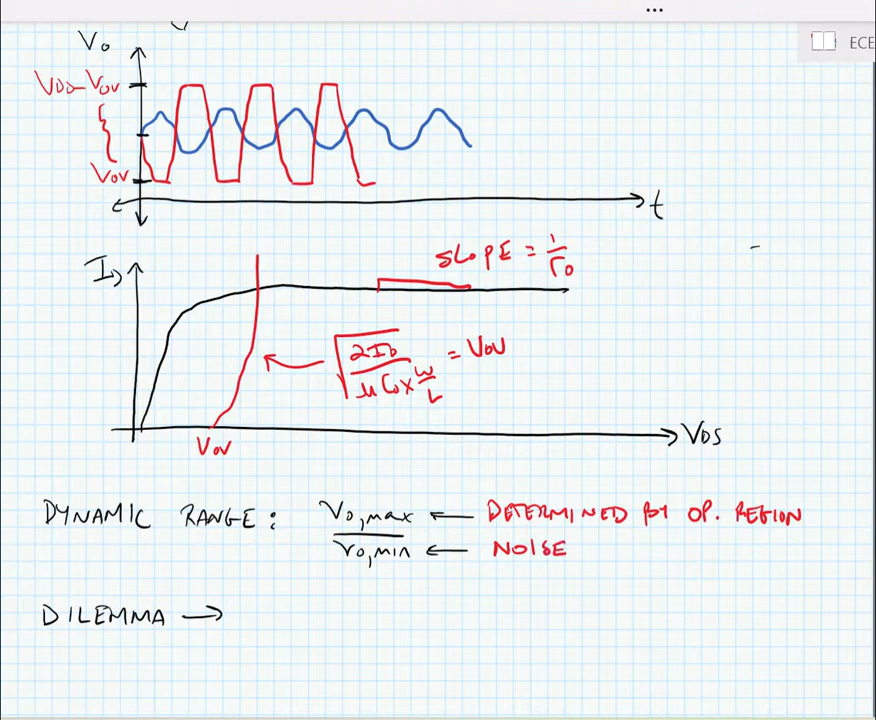 ...
ECE
Vo
VDD-VOV
VOV
t
ID
SLOPE = 1/ro
√(2ID / μCox W/L) = VOV
VOV
VDS
DYNAMIC RANGE: Vo,max ← DETERMINED BY OP. REGION
Vo,MIN ← NOISE
DILEMMA →